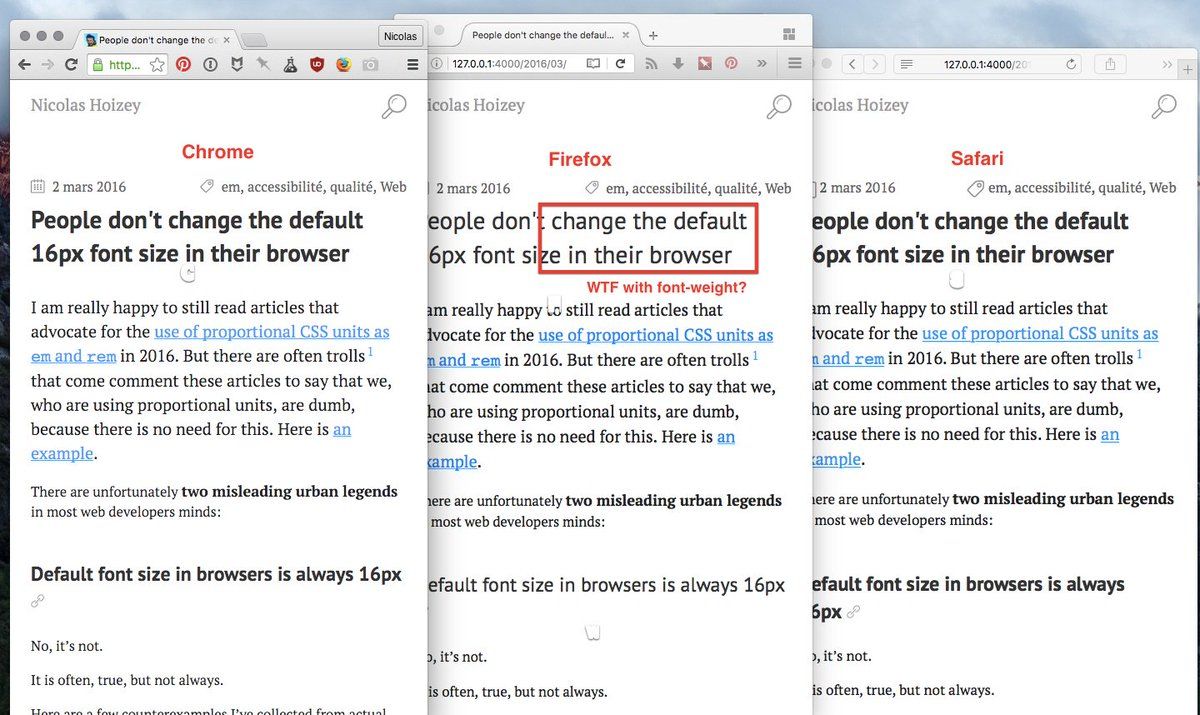 People don't change the de
Nicolas
http...
Nicolas Hoizey
Chrome
2 mars 2016
em, accessibilité, qualité, Web
People don't change the default
16px font size in their browser
I am really happy to still read articles that
advocate for the use of proportional CSS units as
em and rem in 2016. But there are often trolls 1
that come comment these articles to say that we,
who are using proportional units, are dumb,
because there is no need for this. Here is an
example.
There are unfortunately two misleading urban legends
in most web developers minds:
Default font size in browsers is always 16px
No, it’s not.
It is often, true, but not always.
Here are a few counterexamples I’ve collected from actual
People don't change the defaul...
127.0.0.1:4000/2016/03/
icolas Hoizey
Firefox
2 mars 2016
em, accessibilité, qualité, Web
eople don't change the default
6px font size in their browser
WTF with font-weight?
am really happy to still read articles that
dvocate for the use of proportional CSS units as
m and rem in 2016. But there are often trolls 1
hat come comment these articles to say that we,
ho are using proportional units, are dumb,
ecause there is no need for this. Here is an
xample.
here are unfortunately two misleading urban legends
most web developers minds:
efault font size in browsers is always 16px
o, it’s not.
is often, true, but not always.
127.0.0.1:4000/20
icolas Hoizey
Safari
2 mars 2016
em, accessibilité, qualité, Web
eople don't change the default
6px font size in their browser
am really happy to still read articles that
dvocate for the use of proportional CSS units as
m and rem in 2016. But there are often trolls 1
hat come comment these articles to say that we,
ho are using proportional units, are dumb,
ecause there is no need for this. Here is an
xample.
here are unfortunately two misleading urban legends
most web developers minds:
efault font size in browsers is always
6px
o, it’s not.
is often, true, but not always.